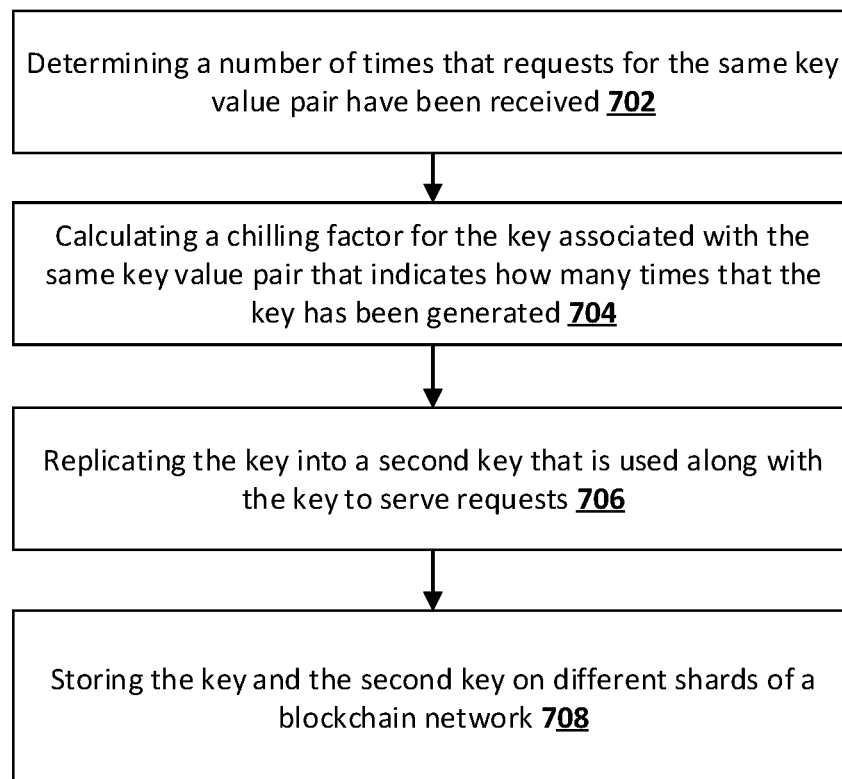 Determining a number of times that requests for the same key
value pair have been received 702
Calculating a chilling factor for the key associated with the
same key value pair that indicates how many times that the
key has been generated 704
Replicating the key into a second key that is used along with
the key to serve requests 706
Storing the key and the second key on different shards of a
blockchain network 708